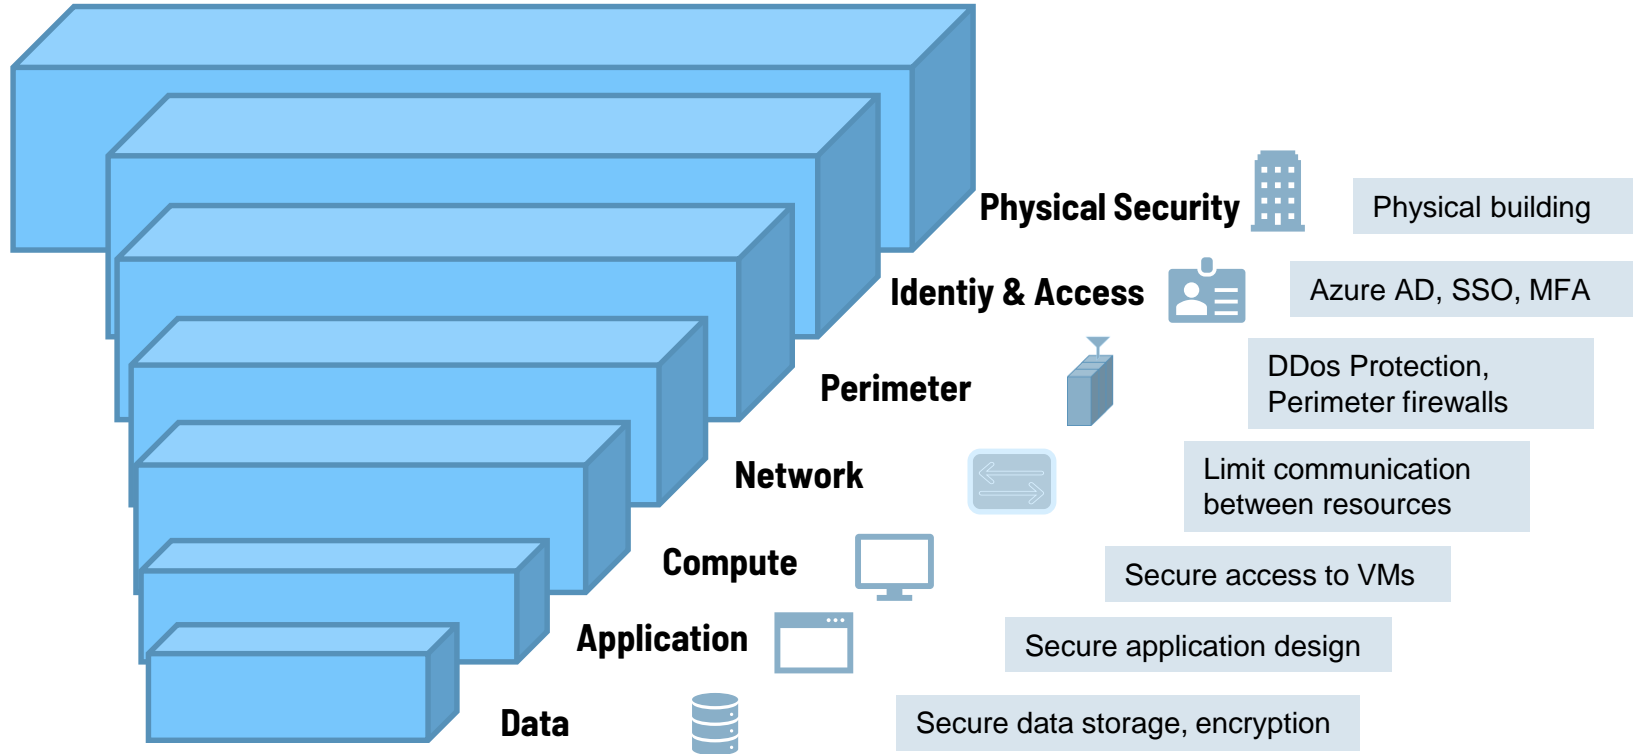 Physical Security
Physical building
Identiy & Access
Azure AD, SSO, MFA
Perimeter
DDos Protection,
Perimeter firewalls
Network
Limit communication
between resources
Compute
Secure access to VMs
Application
Secure application design
Data
Secure data storage, encryption